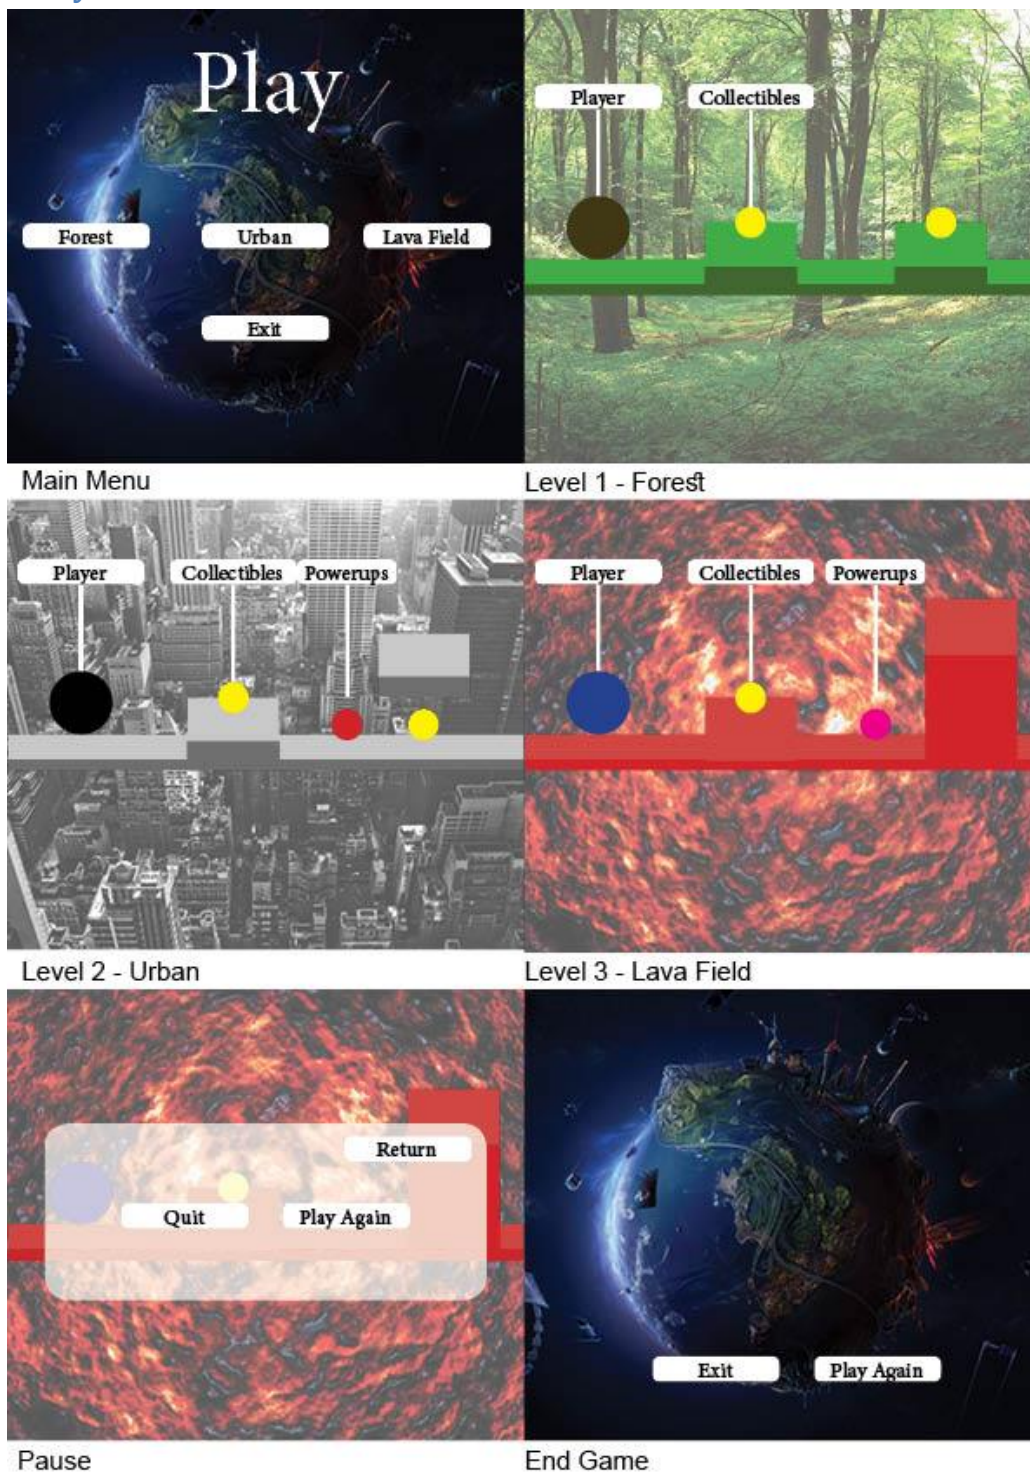 Play
Forest
Urban
Lava Field
Exit
Main Menu
Player
Collectibles
Level 1 - Forest
Player
Collectibles
Powerups
Level 2 - Urban
Player
Collectibles
Powerups
Level 3 - Lava Field
Return
Quit
Play Again
Pause
Exit
Play Again
End Game